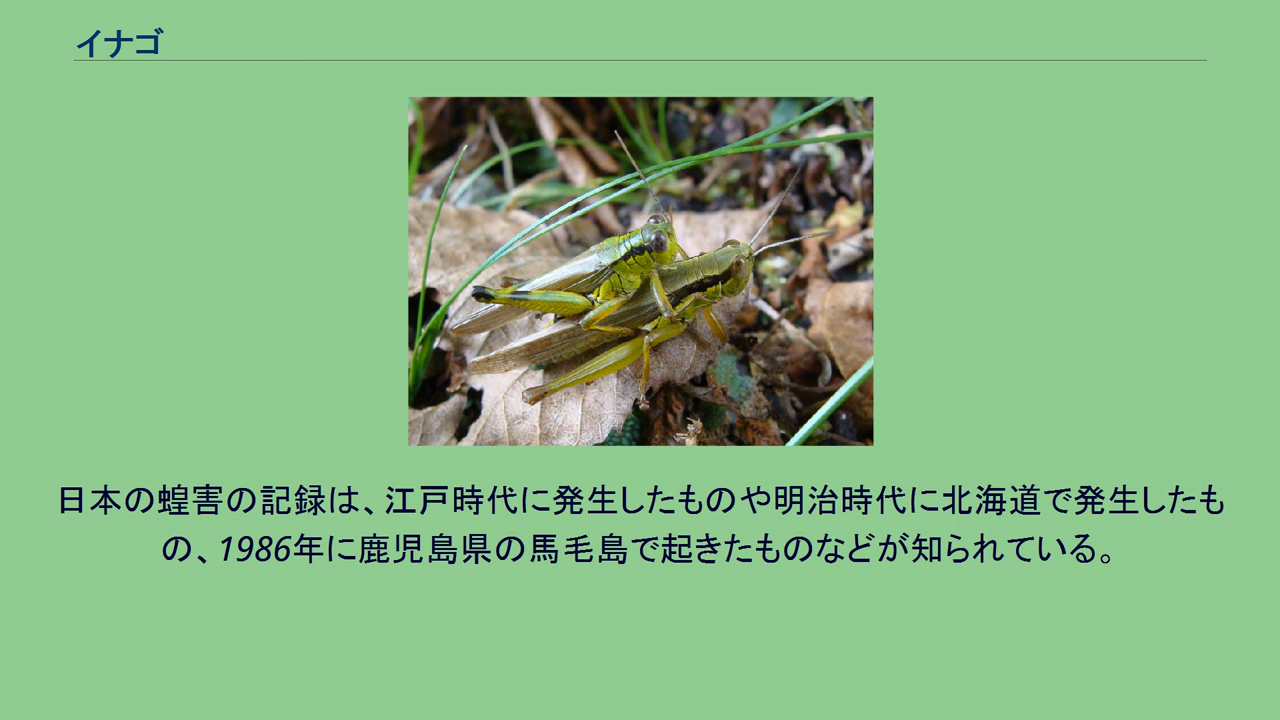 イナゴ
日本の蝗害の記録は、江戸時代に発生したものや明治時代に北海道で発生したも
の、1986年に鹿児島県の馬毛島で起きたものなどが知られている。